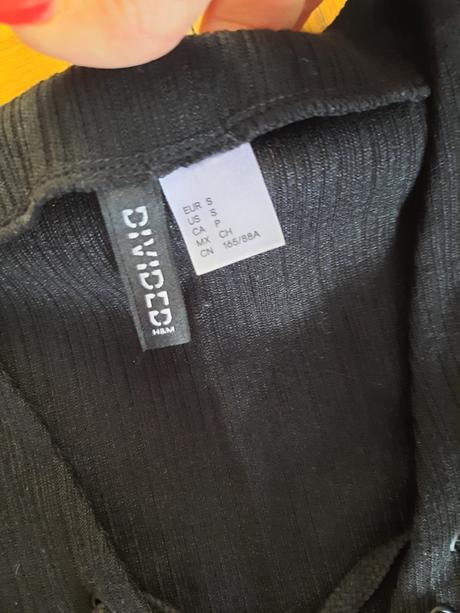 DIVIDED
H&M
EUR S
US S
CA P
MX CH
CN 165/88A